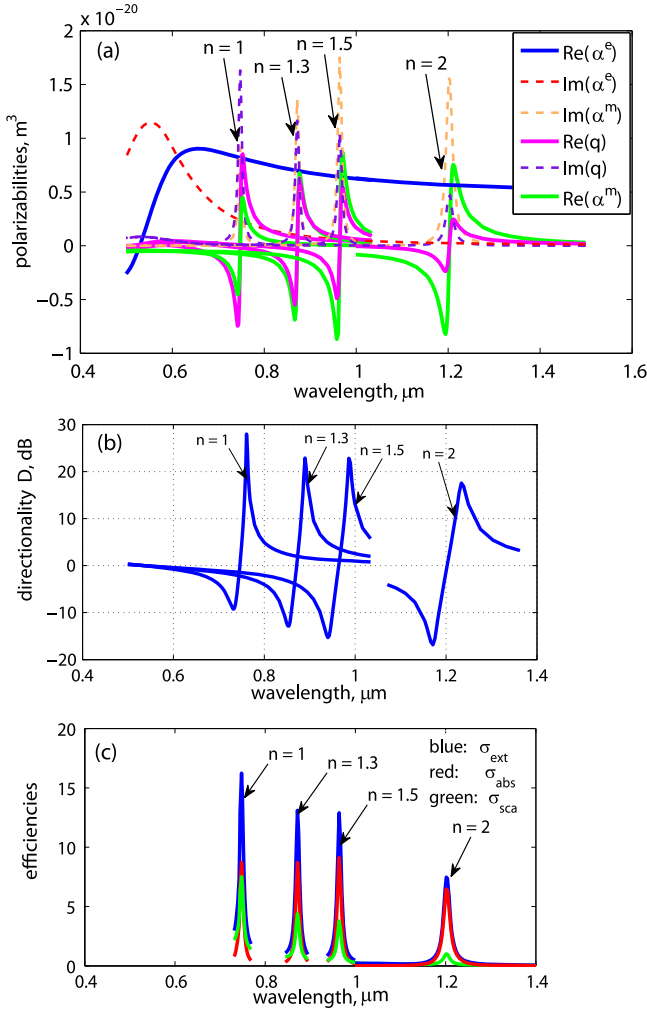 x 10⁻²⁰
(a)
n = 1
n = 1.3
n = 1.5
n = 2
Re(αᵉ)
Im(αᵉ)
Im(αᵐ)
Re(q)
Im(q)
Re(αᵐ)
polarizabilities, m³
2
1.5
1
0.5
0
−0.5
−1
0.4 0.6 0.8 1 1.2 1.4 1.6
wavelength, μm
(b)
n = 1
n = 1.3
n = 1.5
n = 2
directionality D, dB
30
20
10
0
−10
−20
0.4 0.6 0.8 1 1.2 1.4
wavelength, μm
(c)
n = 1
n = 1.3
n = 1.5
n = 2
blue: σ_ext
red: σ_abs
green: σ_sca
efficiencies
20
15
10
5
0
0.4 0.6 0.8 1 1.2 1.4
wavelength, μm